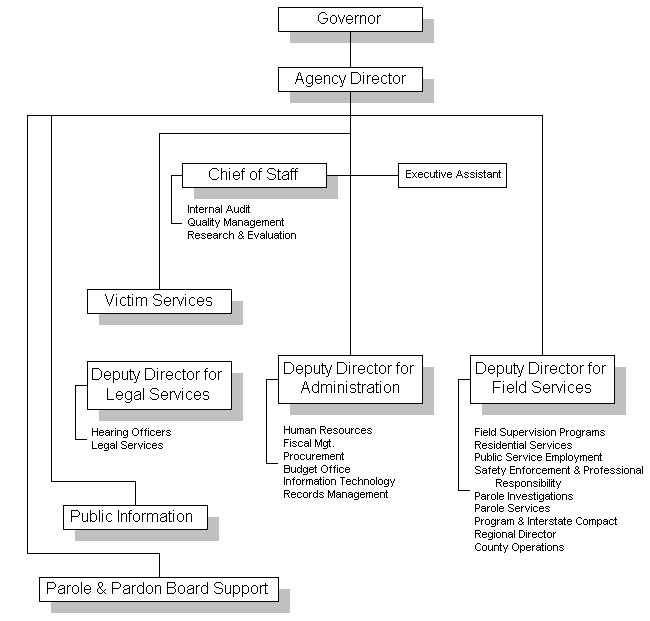 Governor
Agency Director
Chief of Staff
Executive Assistant
Internal Audit
Quality Management
Research & Evaluation
Victim Services
Deputy Director for
Legal Services
Hearing Officers
Legal Services
Deputy Director for
Administration
Human Resources
Fiscal Mgt.
Procurement
Budget Office
Information Technology
Records Management
Deputy Director for
Field Services
Field Supervision Programs
Residential Services
Public Service Employment
Safety Enforcement & Professional
Responsibility
Parole Investigations
Parole Services
Program & Interstate Compact
Regional Director
County Operations
Public Information
Parole & Pardon Board Support